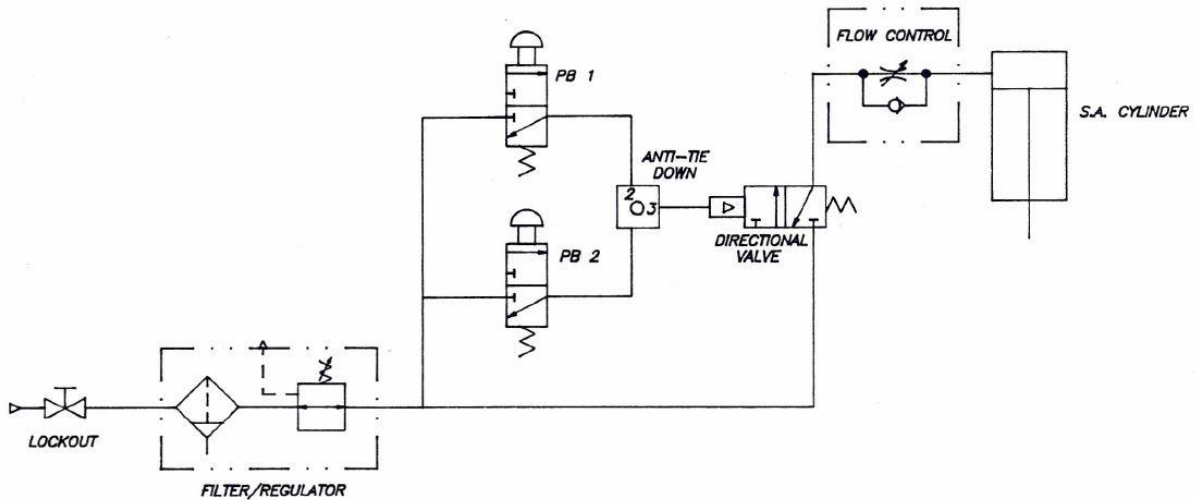 FLOW CONTROL
PB 1
S.A. CYLINDER
ANTI-TIE
DOWN
2
3
PB 2
DIRECTIONAL
VALVE
LOCKOUT
FILTER/REGULATOR